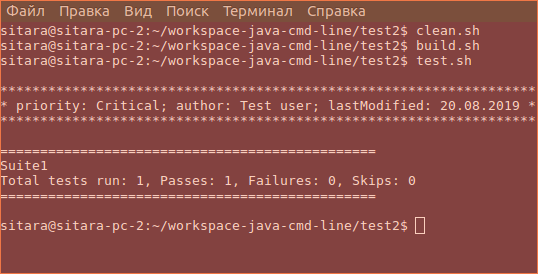 Файл Правка Вид Поиск Терминал Справка
sitara@sitara-pc-2:~/workspace-java-cmd-line/test2$ clean.sh
sitara@sitara-pc-2:~/workspace-java-cmd-line/test2$ build.sh
sitara@sitara-pc-2:~/workspace-java-cmd-line/test2$ test.sh
*******************************************************************
* priority: Critical; author: Test user; lastModified: 20.08.2019 *
*******************************************************************
===============================================
Suite1
Total tests run: 1, Passes: 1, Failures: 0, Skips: 0
===============================================
sitara@sitara-pc-2:~/workspace-java-cmd-line/test2$